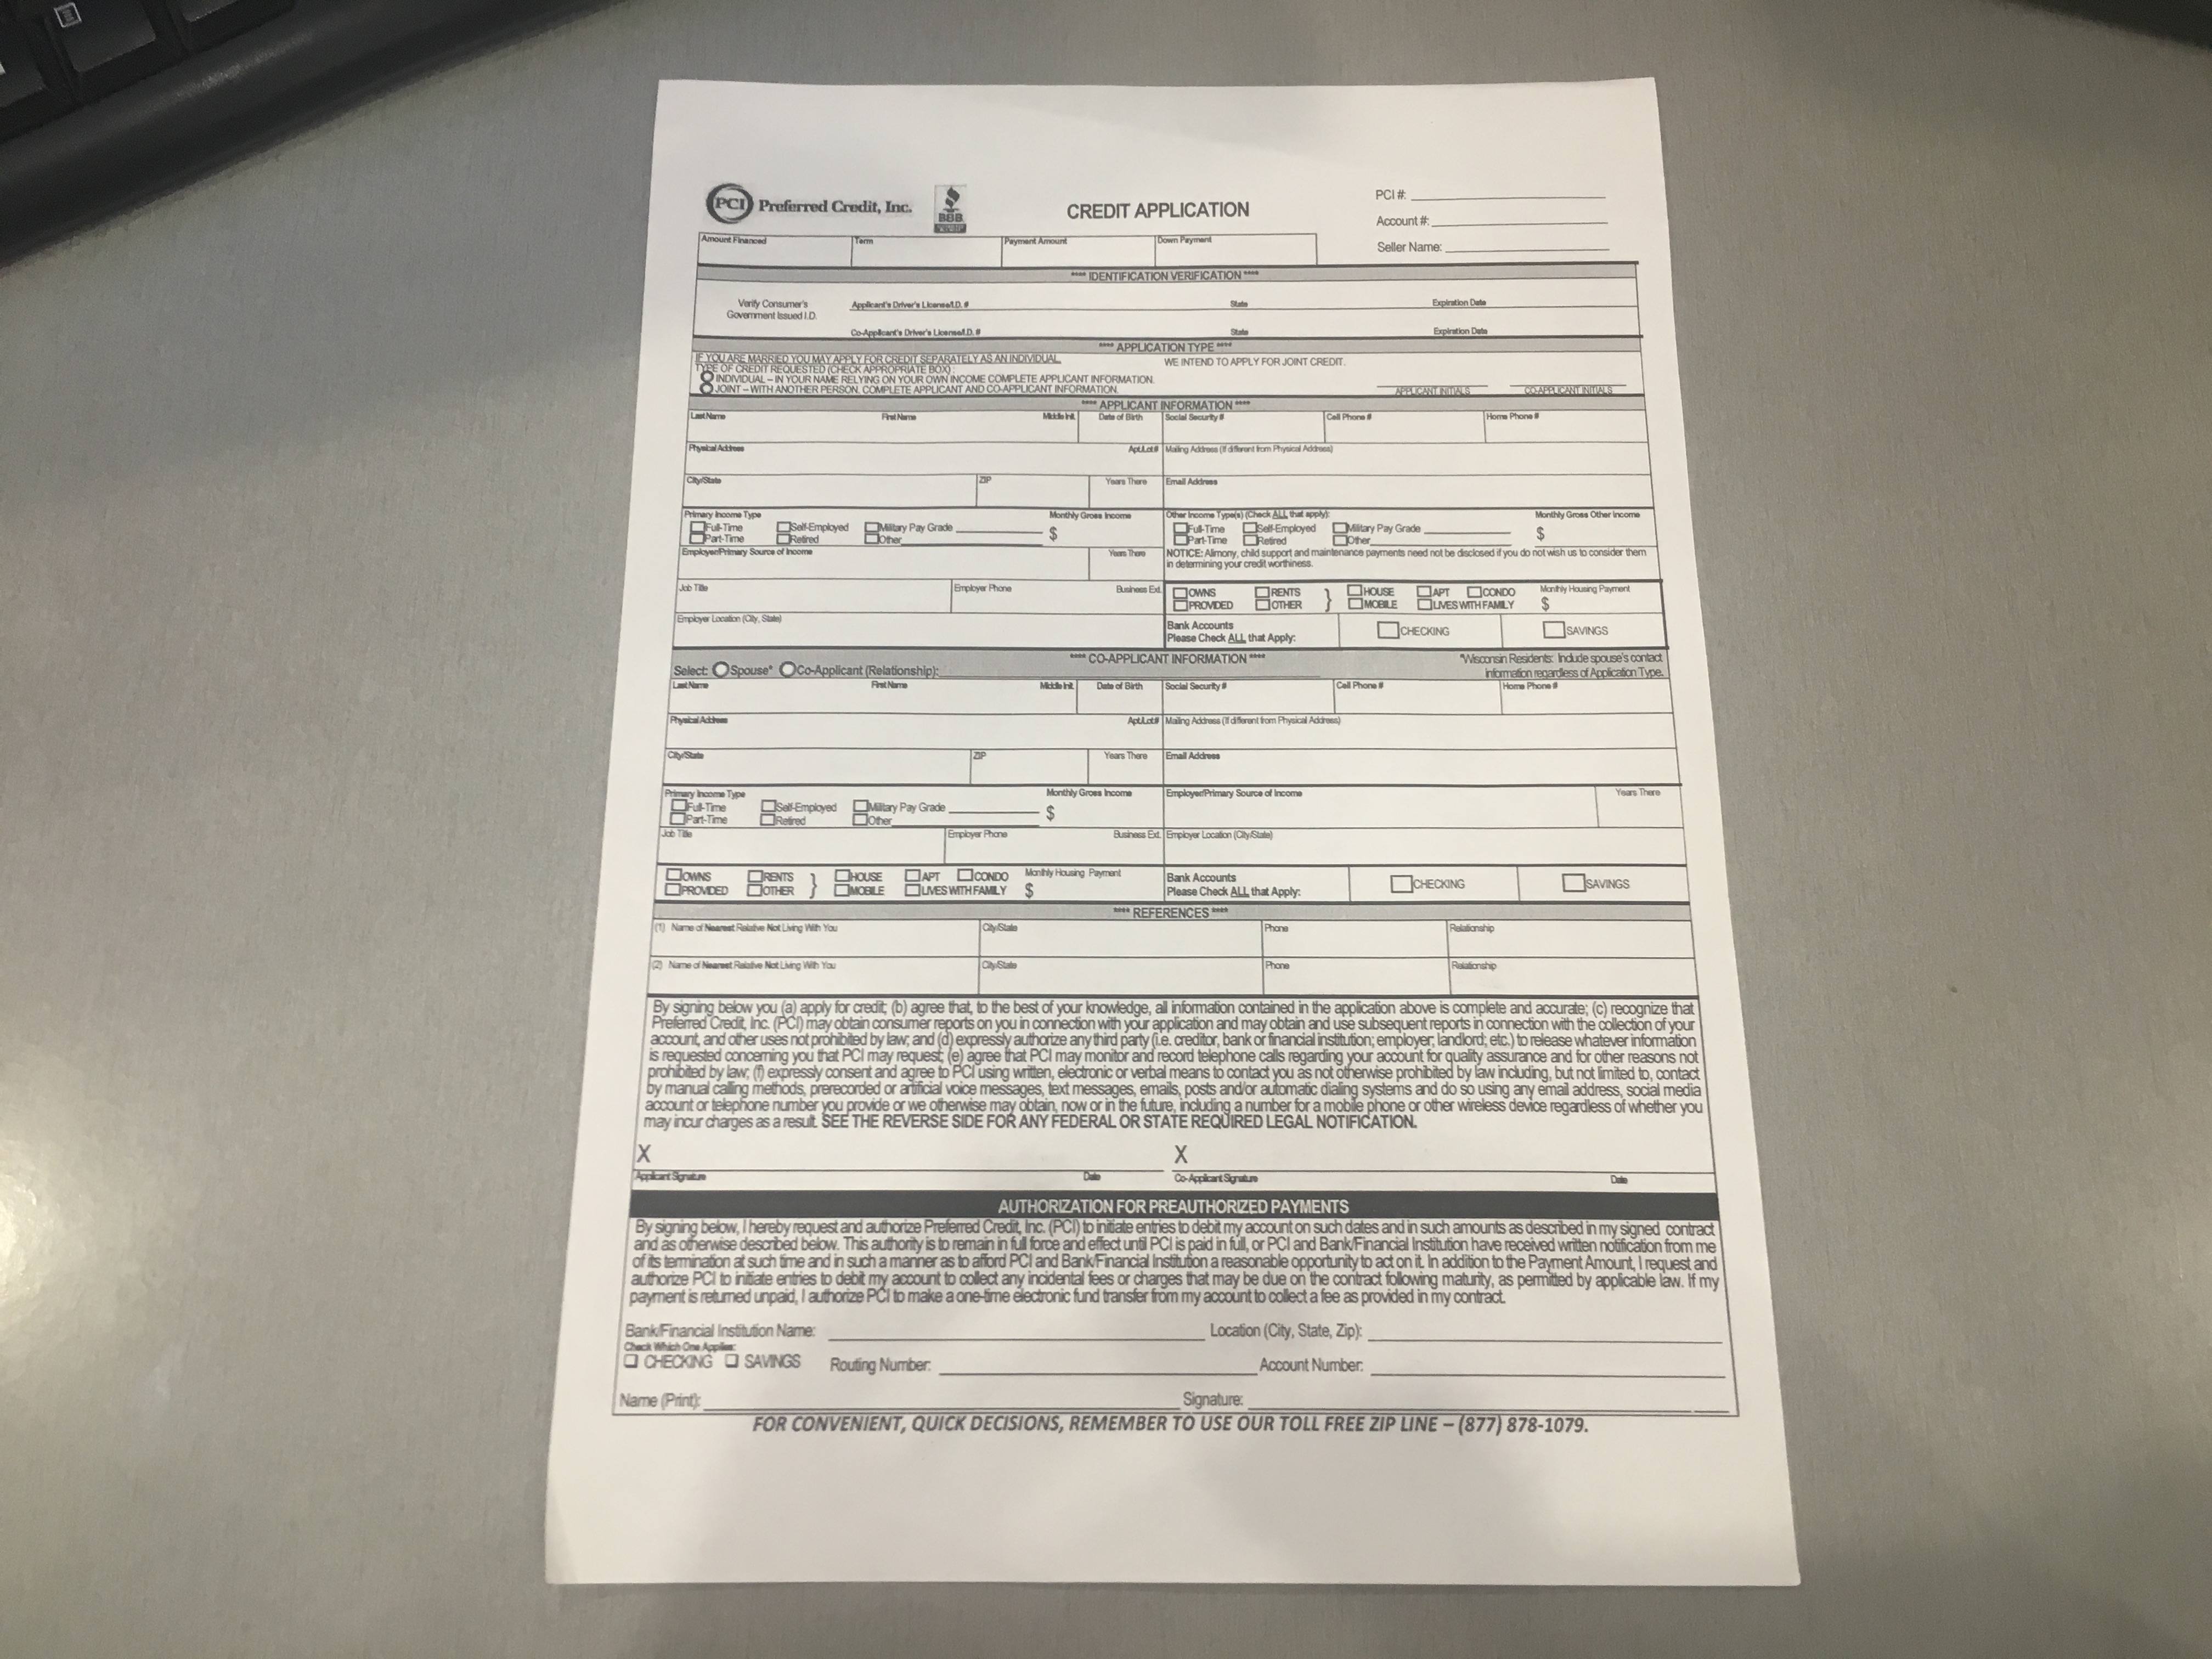 PCI Preferred Credit, Inc. BBB CREDIT APPLICATION
PCI #:
Account #:
Seller Name:
Amount Financed Term Payment Amount Down Payment
**** IDENTIFICATION VERIFICATION ****
Verify Consumer's Government Issued I.D.
Applicant's Driver's License/I.D. # State Expiration Date
Co-Applicant's Driver's License/I.D. # State Expiration Date
**** APPLICATION TYPE ****
IF YOU ARE MARRIED YOU MAY APPLY FOR CREDIT SEPARATELY AS AN INDIVIDUAL. WE INTEND TO APPLY FOR JOINT CREDIT.
TYPE OF CREDIT REQUESTED (CHECK APPROPRIATE BOX):
INDIVIDUAL – IN YOUR NAME RELYING ON YOUR OWN INCOME COMPLETE APPLICANT INFORMATION.
JOINT – WITH ANOTHER PERSON. COMPLETE APPLICANT AND CO-APPLICANT INFORMATION. APPLICANT INITIALS CO-APPLICANT INITIALS
**** APPLICANT INFORMATION ****
Last Name First Name Middle Init. Date of Birth Social Security # Cell Phone # Home Phone #
Physical Address Apt/Lot# Mailing Address (If different from Physical Address)
City/State ZIP Years There Email Address
Primary Income Type Monthly Gross Income Other Income Type(s) (Check ALL that apply): Monthly Gross Other Income
Full-Time Self-Employed Military Pay Grade $ Full-Time Self-Employed Military Pay Grade $
Part-Time Retired Other Part-Time Retired Other
Employer/Primary Source of Income Years There NOTICE: Alimony, child support and maintenance payments need not be disclosed if you do not wish us to consider them
in determining your credit worthiness.
Job Title Employer Phone Business Ext. OWNS RENTS } HOUSE APT CONDO Monthly Housing Payment
PROVIDED OTHER MOBILE LIVES WITH FAMILY $
Employer Location (City, State) Bank Accounts
Please Check ALL that Apply: CHECKING SAVINGS
**** CO-APPLICANT INFORMATION **** *Wisconsin Residents: Include spouse's contact
Select: Spouse* Co-Applicant (Relationship): information regardless of Application Type.
Last Name First Name Middle Init. Date of Birth Social Security # Cell Phone # Home Phone #
Physical Address Apt/Lot# Mailing Address (If different from Physical Address)
City/State ZIP Years There Email Address
Primary Income Type Monthly Gross Income Employer/Primary Source of Income Years There
Full-Time Self-Employed Military Pay Grade $
Part-Time Retired Other
Job Title Employer Phone Business Ext. Employer Location (City/State)
OWNS RENTS } HOUSE APT CONDO Monthly Housing Payment Bank Accounts
PROVIDED OTHER MOBILE LIVES WITH FAMILY $ Please Check ALL that Apply: CHECKING SAVINGS
**** REFERENCES ****
(1) Name of Nearest Relative Not Living With You City/State Phone Relationship
(2) Name of Nearest Relative Not Living With You City/State Phone Relationship
By signing below you (a) apply for credit; (b) agree that, to the best of your knowledge, all information contained in the application above is complete and accurate; (c) recognize that
Preferred Credit, Inc. (PCI) may obtain consumer reports on you in connection with your application and may obtain and use subsequent reports in connection with the collection of your
account, and other uses not prohibited by law; and (d) expressly authorize any third party (i.e. creditor, bank or financial institution; employer; landlord; etc.) to release whatever information
is requested concerning you that PCI may request; (e) agree that PCI may monitor and record telephone calls regarding your account for quality assurance and for other reasons not
prohibited by law; (f) expressly consent and agree to PCI using written, electronic or verbal means to contact you as not otherwise prohibited by law including, but not limited to, contact
by manual calling methods, prerecorded or artificial voice messages, text messages, emails, posts and/or automatic dialing systems and do so using any email address, social media
account or telephone number you provide or we otherwise may obtain, now or in the future, including a number for a mobile phone or other wireless device regardless of whether you
may incur charges as a result. SEE THE REVERSE SIDE FOR ANY FEDERAL OR STATE REQUIRED LEGAL NOTIFICATION.
X X
Applicant Signature Date Co-Applicant Signature Date
AUTHORIZATION FOR PREAUTHORIZED PAYMENTS
By signing below, I hereby request and authorize Preferred Credit, Inc. (PCI) to initiate entries to debit my account on such dates and in such amounts as described in my signed contract
and as otherwise described below. This authority is to remain in full force and effect until PCI is paid in full, or PCI and Bank/Financial Institution have received written notification from me
of its termination at such time and in such a manner as to afford PCI and Bank/Financial Institution a reasonable opportunity to act on it. In addition to the Payment Amount, I request and
authorize PCI to initiate entries to debit my account to collect any incidental fees or charges that may be due on the contract following maturity, as permitted by applicable law. If my
payment is returned unpaid, I authorize PCI to make a one-time electronic fund transfer from my account to collect a fee as provided in my contract.
Bank/Financial Institution Name: Location (City, State, Zip):
Check Which One Applies:
CHECKING SAVINGS Routing Number: Account Number:
Name (Print): Signature:
FOR CONVENIENT, QUICK DECISIONS, REMEMBER TO USE OUR TOLL FREE ZIP LINE – (877) 878-1079.